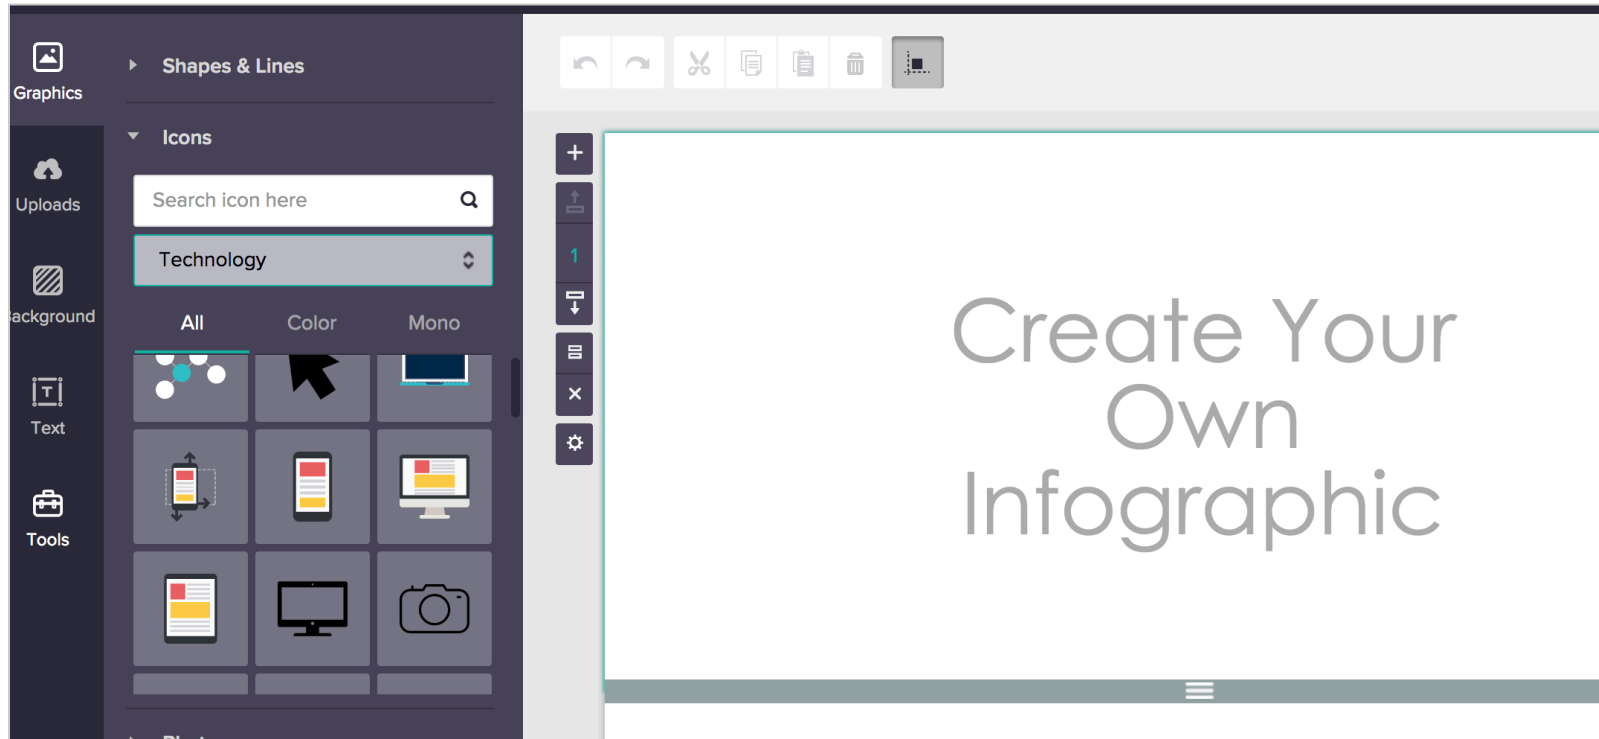 Graphics
Uploads
ackground
Text
Tools
Shapes & Lines
Icons
Search icon here
Technology
All Color Mono
1
Create Your
Own
Infographic